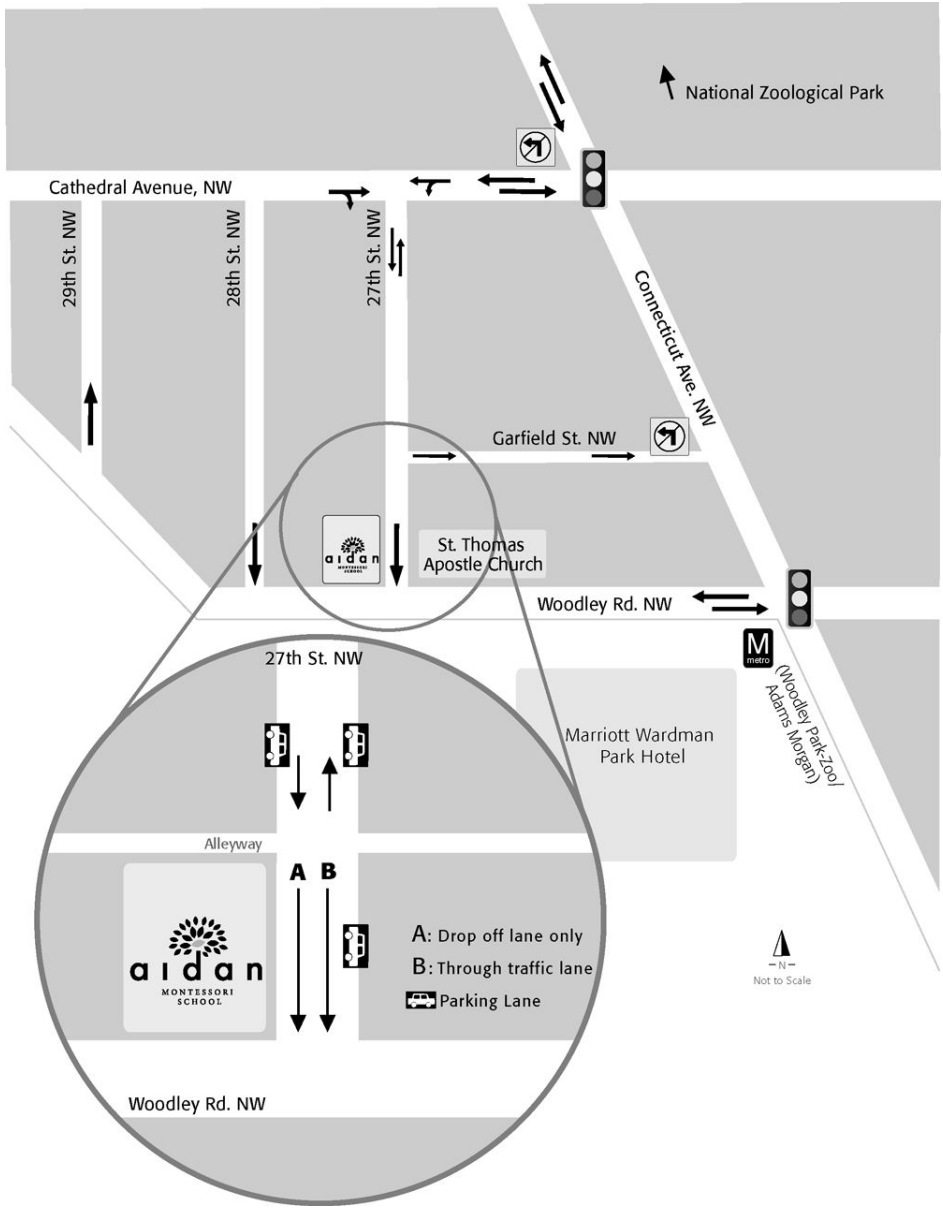 National Zoological Park
Cathedral Avenue, NW
29th St. NW
28th St. NW
27th St. NW
Connecticut Ave. NW
Garfield St. NW
aidan
MONTESSORI
SCHOOL
St. Thomas
Apostle Church
Woodley Rd. NW
M
metro
(Woodley Park-Zoo/
Adams Morgan)
27th St. NW
Marriott Wardman
Park Hotel
Alleyway
A B
aidan
MONTESSORI
SCHOOL
A: Drop off lane only
B: Through traffic lane
Parking Lane
N
Not to Scale
Woodley Rd. NW